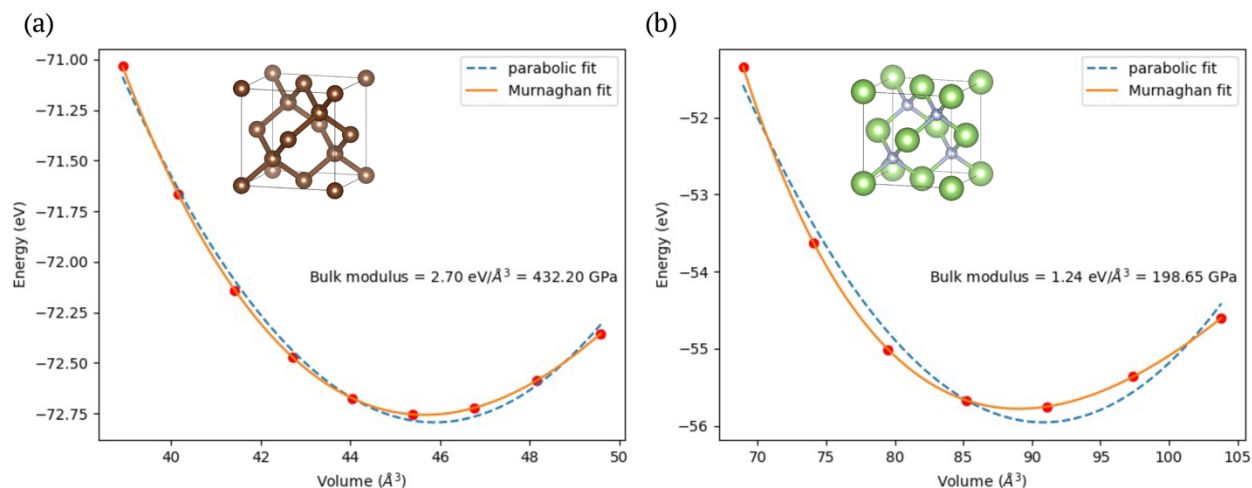 (a)
−71.00
−71.25
−71.50
−71.75
−72.00
−72.25
−72.50
−72.75
Energy (eV)
parabolic fit
Murnaghan fit
Bulk modulus = 2.70 eV/Å³ = 432.20 GPa
40 42 44 46 48 50
Volume (Å³)
(b)
−52
−53
−54
−55
−56
Energy (eV)
parabolic fit
Murnaghan fit
Bulk modulus = 1.24 eV/Å³ = 198.65 GPa
70 75 80 85 90 95 100 105
Volume (Å³)